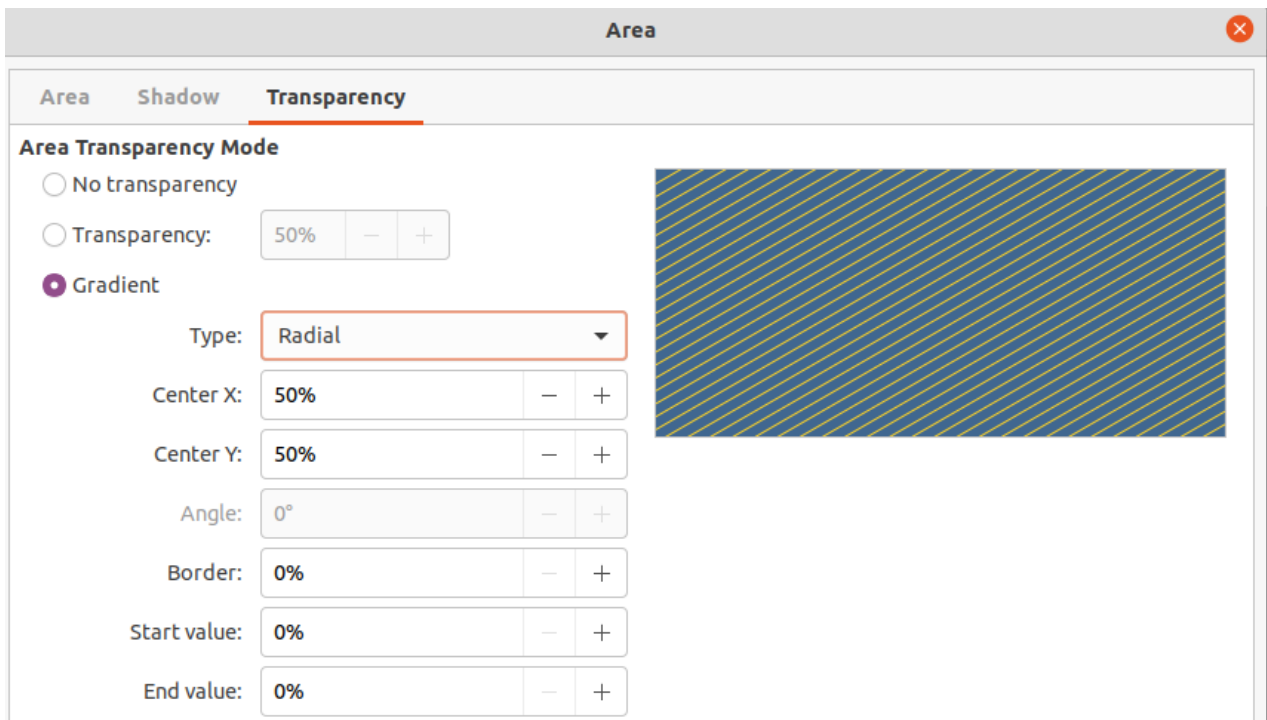 Area
Area Shadow Transparency
Area Transparency Mode
No transparency
Transparency: 50%
Gradient
Type: Radial
Center X: 50%
Center Y: 50%
Angle: 0°
Border: 0%
Start value: 0%
End value: 0%